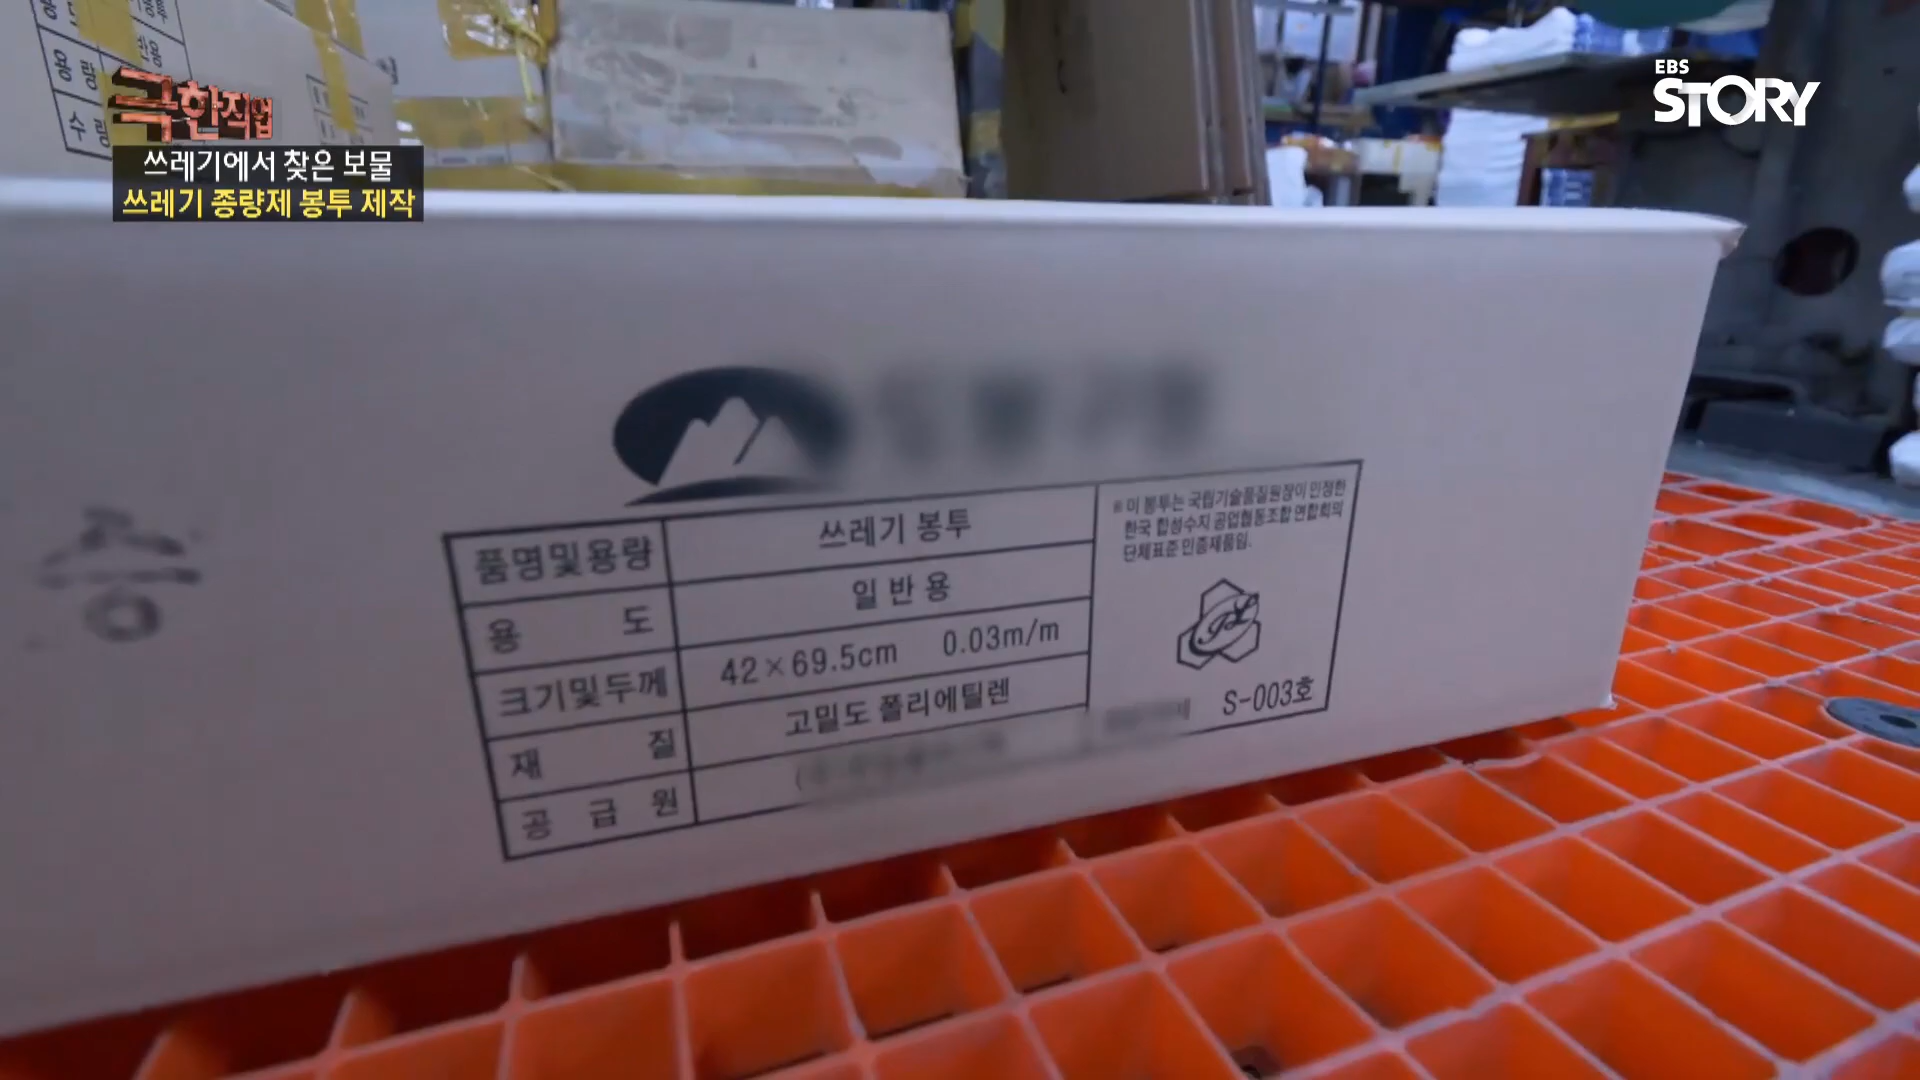 극한직업
쓰레기에서 찾은 보물
쓰레기 종량제 봉투 제작
EBS
STORY
품명및용량 쓰레기 봉투
용 도 일 반 용
크기및두께 42×69.5cm 0.03m/m
재 질 고밀도 폴리에틸렌
공 급 원
※이 봉투는 국립기술품질원장이 인정한
한국 합성수지 공업협동조합 연합회의
단체표준 인증제품임.
S-003호